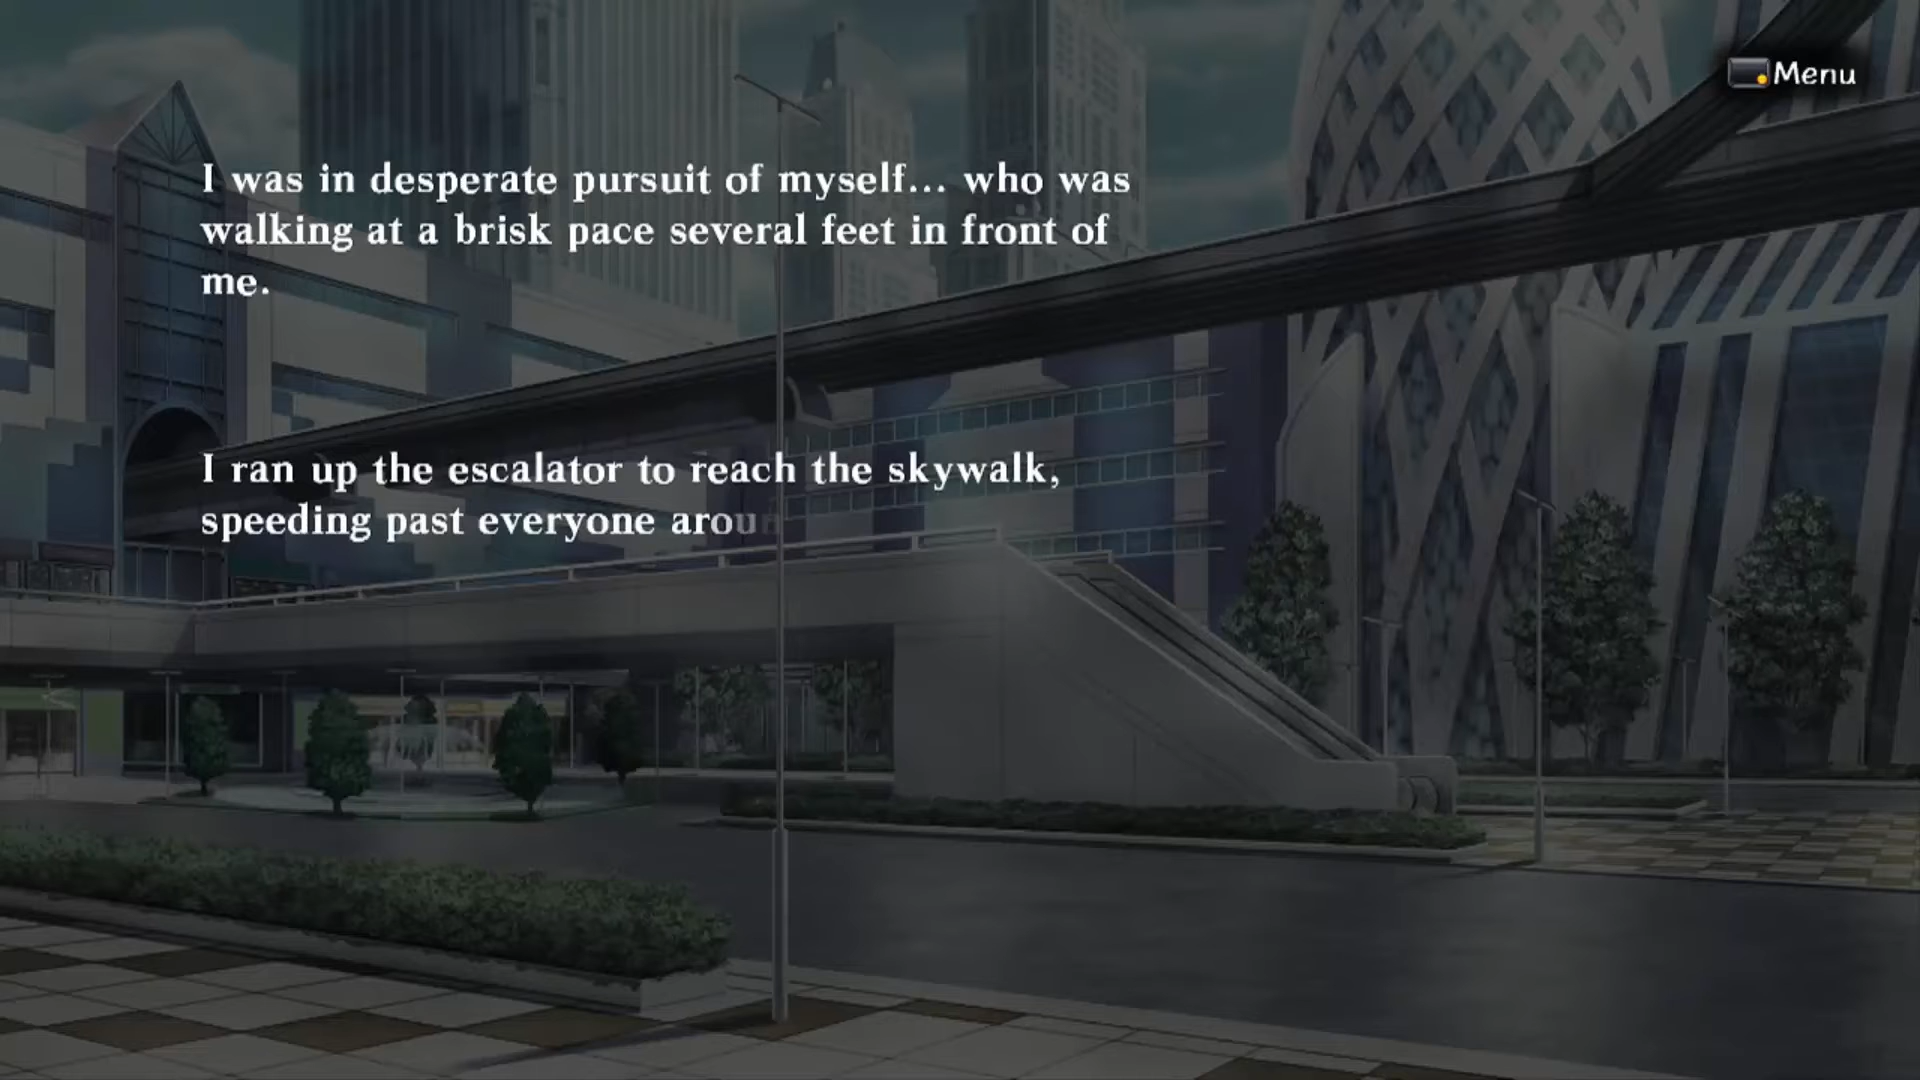 Menu
I was in desperate pursuit of myself... who was
walking at a brisk pace several feet in front of
me.
I ran up the escalator to reach the skywalk,
speeding past everyone aroun